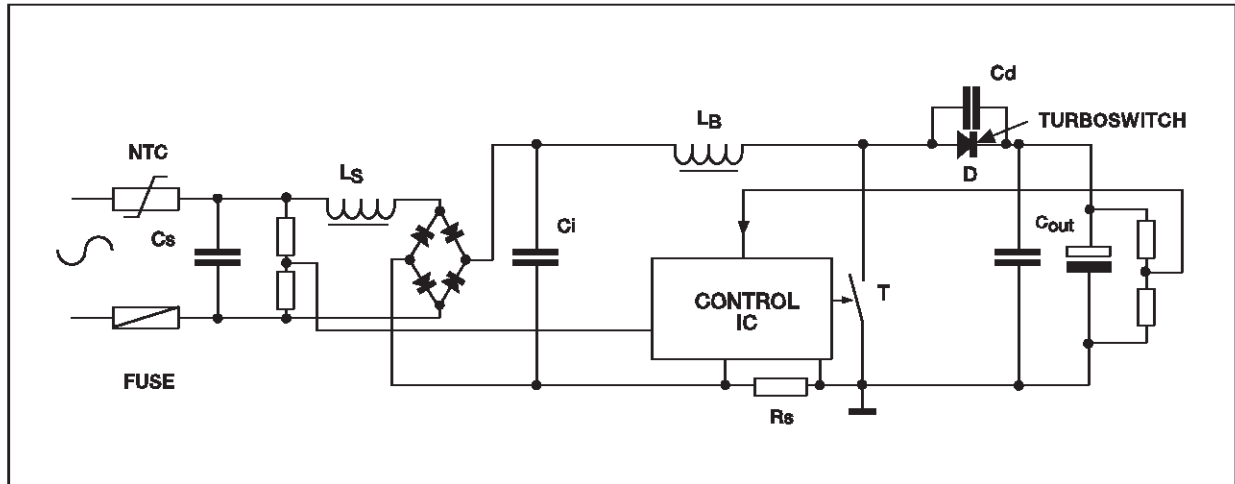 Cd
LB
TURBOSWITCH
NTC
LS
D
Cs
Ci
Cout
CONTROL
IC
T
FUSE
Rs